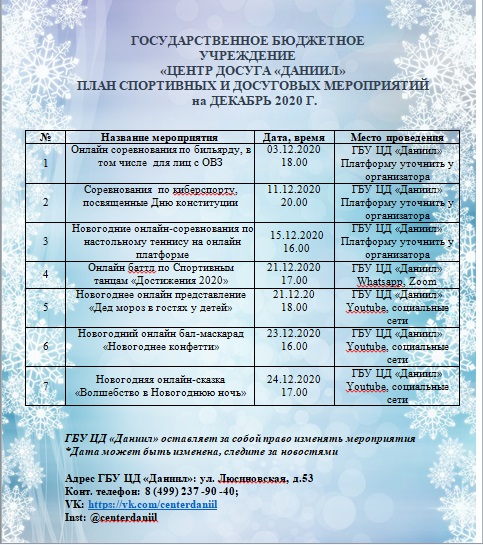 ГОСУДАРСТВЕННОЕ БЮДЖЕТНОЕ
УЧРЕЖДЕНИЕ
«ЦЕНТР ДОСУГА «ДАНИИЛ»
ПЛАН СПОРТИВНЫХ И ДОСУГОВЫХ МЕРОПРИЯТИЙ
на ДЕКАБРЬ 2020 Г.
№ Название мероприятия Дата, время Место проведения
1 Онлайн соревнования по бильярду, в том числе для лиц с ОВЗ 03.12.2020 18.00 ГБУ ЦД «Даниил» Платформу уточнить у организатора
2 Соревнования по киберспорту, посвященные Дню конституции 11.12.2020 20.00 ГБУ ЦД «Даниил» Платформу уточнить у организатора
3 Новогодние онлайн-соревнования по настольному теннису на онлайн платформе 15.12.2020 16.00 ГБУ ЦД «Даниил» Платформу уточнить у организатора
4 Онлайн баттл по Спортивным танцам «Достижения 2020» 21.12.2020 17.00 ГБУ ЦД «Даниил» Whatsapp, Zoom
5 Новогоднее онлайн представление «Дед мороз в гостях у детей» 21.12.20 18.00 ГБУ ЦД «Даниил» Youtube, социальные сети
6 Новогодний онлайн бал-маскарад «Новогоднее конфетти» 23.12.2020 16.00 ГБУ ЦД «Даниил» Youtube, социальные сети
7 Новогодняя онлайн-сказка «Волшебство в Новогоднюю ночь» 24.12.2020 17.00 ГБУ ЦД «Даниил» Youtube, социальные сети
ГБУ ЦД «Даниил» оставляет за собой право изменять мероприятия
*Дата может быть изменена, следите за новостями
Адрес ГБУ ЦД «Даниил»: ул. Люсиновская, д.53
Конт. телефон: 8 (499) 237 -90 -40;
VK: https://vk.com/centerdaniil
Inst: @centerdaniil